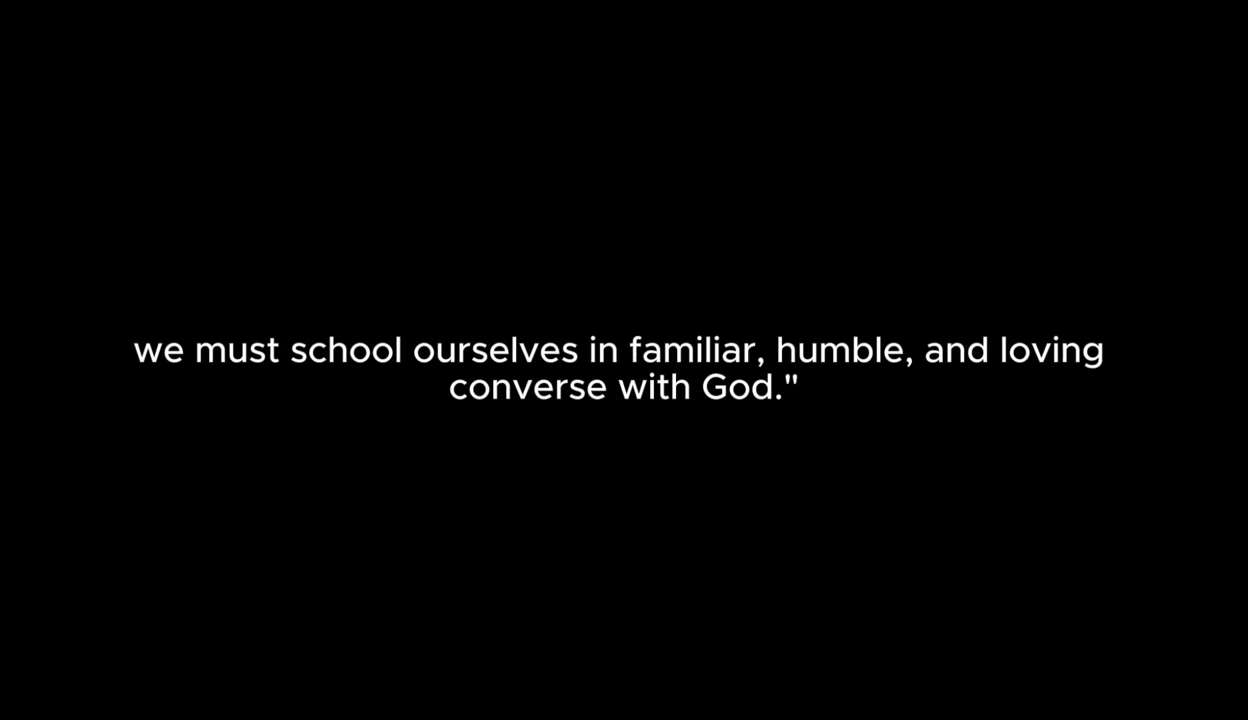 we must school ourselves in familiar, humble, and loving
converse with God."